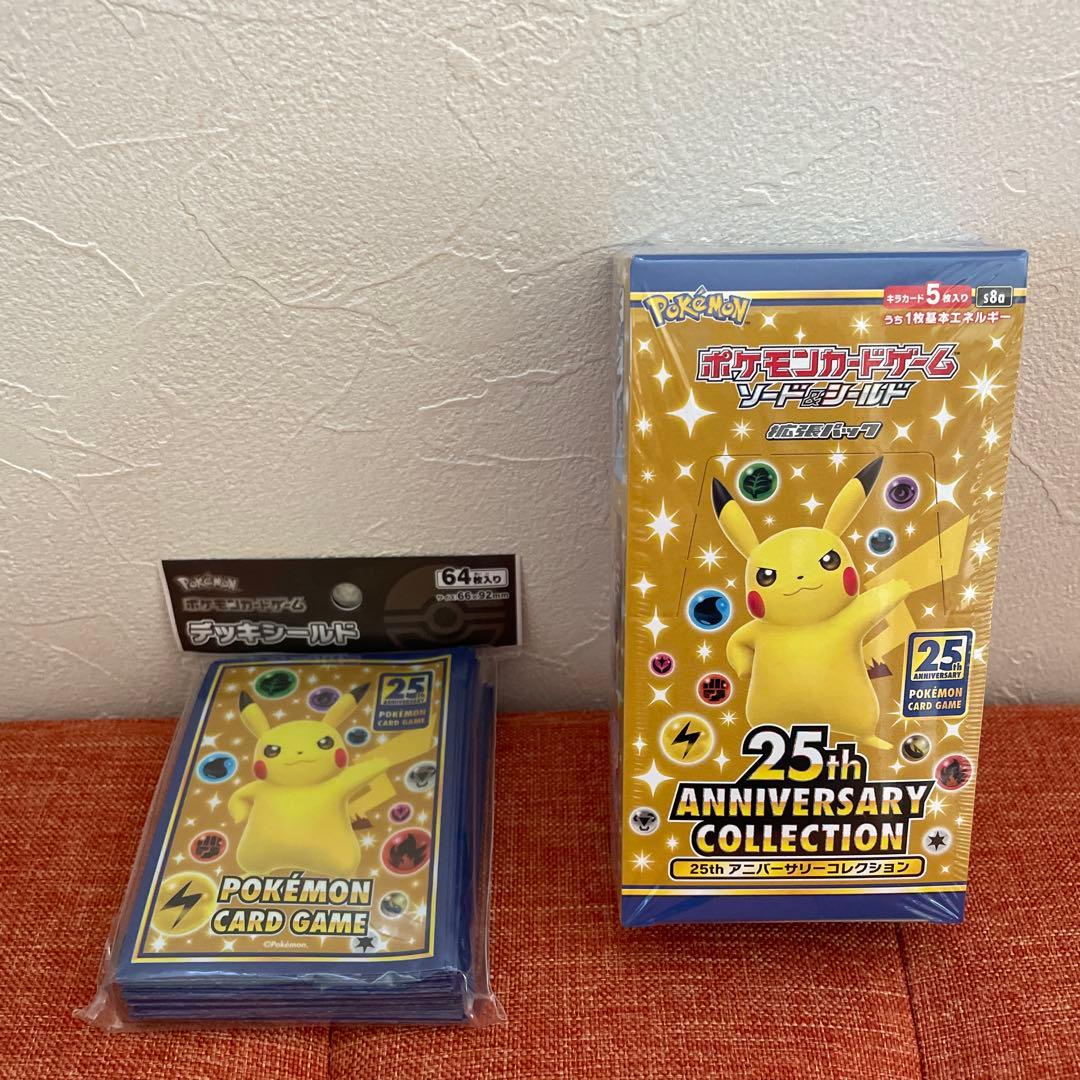 POKÉMON
ポケモンカードゲーム
デッキシールド
64枚入り
サイズ66×92mm
25th
ANNIVERSARY
POKÉMON
CARD GAME
POKÉMON
CARD GAME
©Pokémon.
POKÉMON
キラカード5枚入り
s8a
うち1枚基本エネルギー
ポケモンカードゲーム™
ソード&シールド
拡張パック
25th
ANNIVERSARY
POKÉMON
CARD GAME
25th
ANNIVERSARY
COLLECTION
25th アニバーサリーコレクション